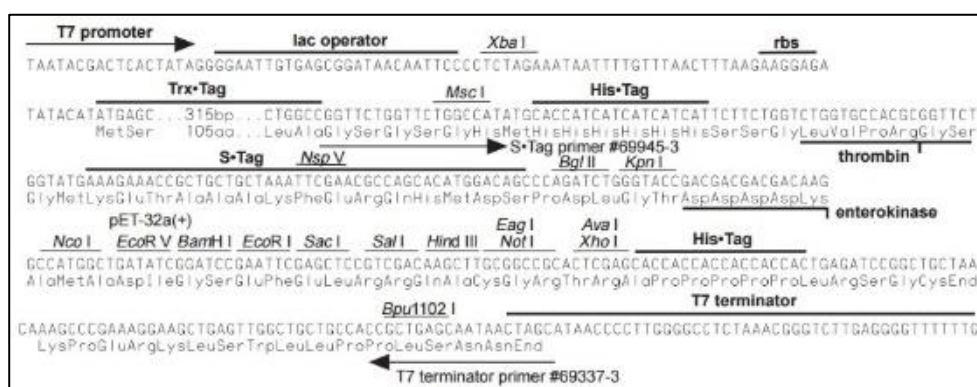 T7 promoter
lac operator
Xba I
rbs
TAATACGACTCACTATAGGGGAATTGTGAGCGGATAACAATTCCCCTCTAGAAATAATTTTGTTTAACTTTAAGAAGGAGA
Trx•Tag
Msc I
His•Tag
TATACATATGAGC...315bp...CTGGCCGGTTCTGGTTCTGGCCATATGCACCATCATCATCATCATTCTTCTGGTCTGGTGCCACGCGGTTCT
MetSer 105aa LeuAlaGlySerGlySerGlyHisMetHisHisHisHisHisHisSerSerGlyLeuValProArgGlySer
S•Tag primer #69945-3
thrombin
S•Tag
Nsp V
Bgl II
Kpn I
GGTATGAAAGAAACCGCTGCTGCTAAATTCGAACGCCAGCACATGGACAGCCCAGATCTGGGTACCGACGACGACGACAAG
GlyMetLysGluThrAlaAlaAlaLysPheGluArgGlnHisMetAspSerProAspLeuGlyThrAspAspAspAspLys
enterokinase
pET-32a(+)
Nco I
EcoR V
BamH I
EcoR I
Sac I
Sal I
Hind III
Eag I
Not I
Ava I
Xho I
His•Tag
GCCATGGCTGATATCGGATCCGAATTCGAGCTCCGTCGACAAGCTTGCGGCCGCACTCGAGCACCACCACCACCACCACTGAGATCCGGCTGCTAA
AlaMetAlaAspIleGlySerGluPheGluLeuArgArgGlnAlaCysGlyArgThrArgAlaProProProProProLeuArgSerGlyCysEnd
Bpu1102 I
T7 terminator
CAAAGCCCGAAAGGAAGCTGAGTTGGCTGCTGCCACCGCTGAGCAATAACTAGCATAACCCCTTGGGGCCTCTAAACGGGTCTTGAGGGGTTTTTTG
LysProGluArgLysLeuSerTrpLeuLeuProProLeuSerAsnAsnEnd
T7 terminator primer #69337-3